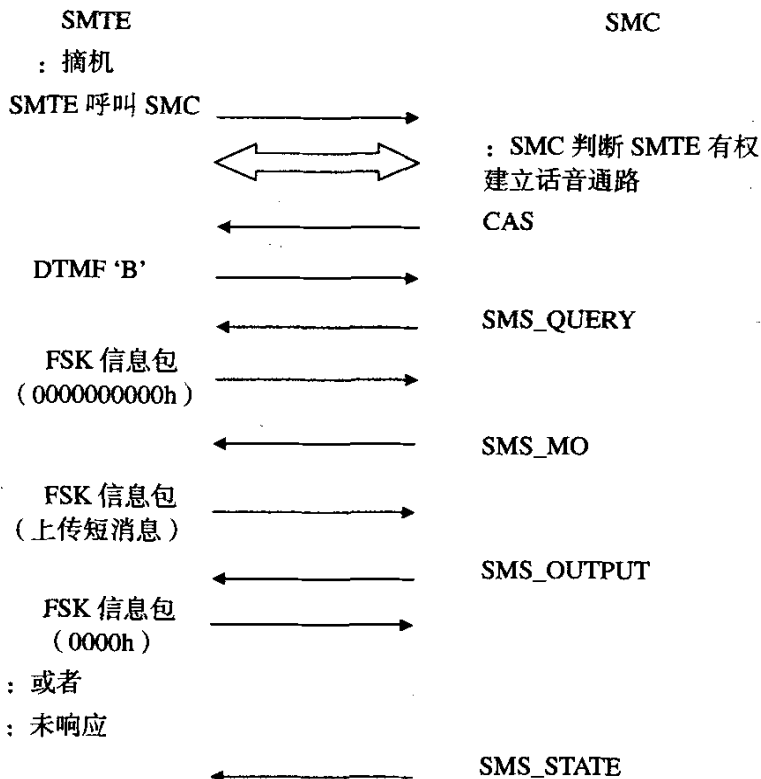 SMTE SMC
：摘机
SMTE 呼叫 SMC
：SMC 判断 SMTE 有权
建立话音通路
CAS
DTMF ‘B’
SMS_QUERY
FSK 信息包
（0000000000h）
SMS_MO
FSK 信息包
（上传短消息）
SMS_OUTPUT
FSK 信息包
（0000h）
：或者
：未响应
SMS_STATE